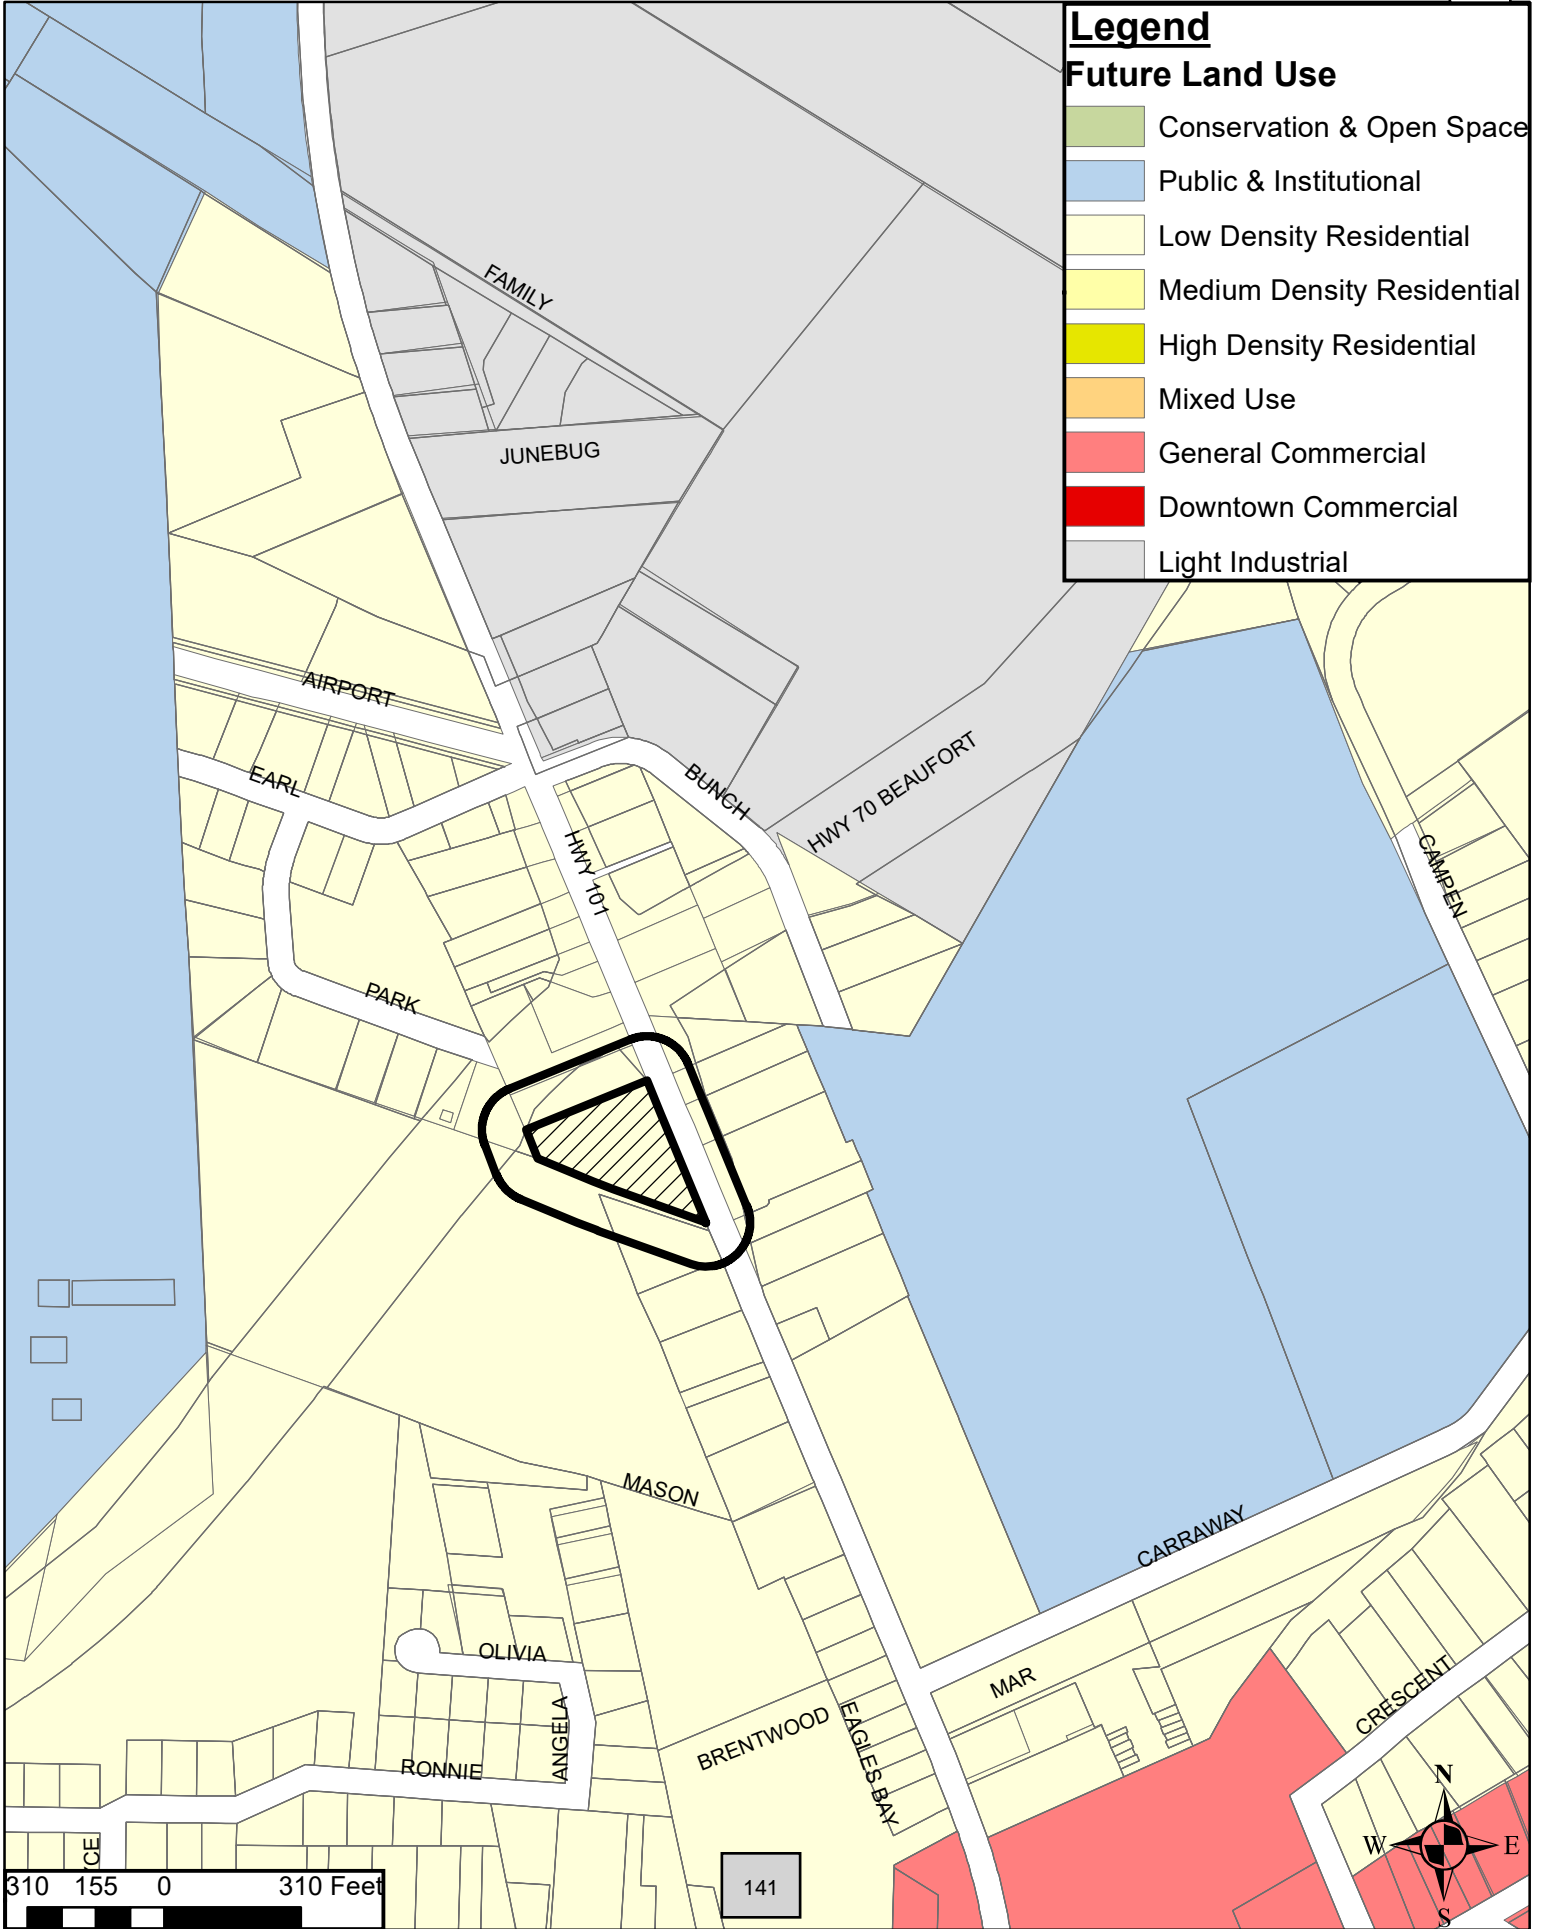 Legend
Future Land Use
Conservation & Open Space
Public & Institutional
Low Density Residential
Medium Density Residential
High Density Residential
Mixed Use
General Commercial
Downtown Commercial
Light Industrial
FAMILY
JUNEBUG
AIRPORT
EARL
BUNCH
HWY 70 BEAUFORT
HWY 101
CAMPEN
PARK
MASON
CARRAWAY
OLIVIA
MAR
CRESCENT
ANGELA
BRENTWOOD
EAGLES BAY
RONNIE
YCE
N
W
E
S
310 155 0 310 Feet
141